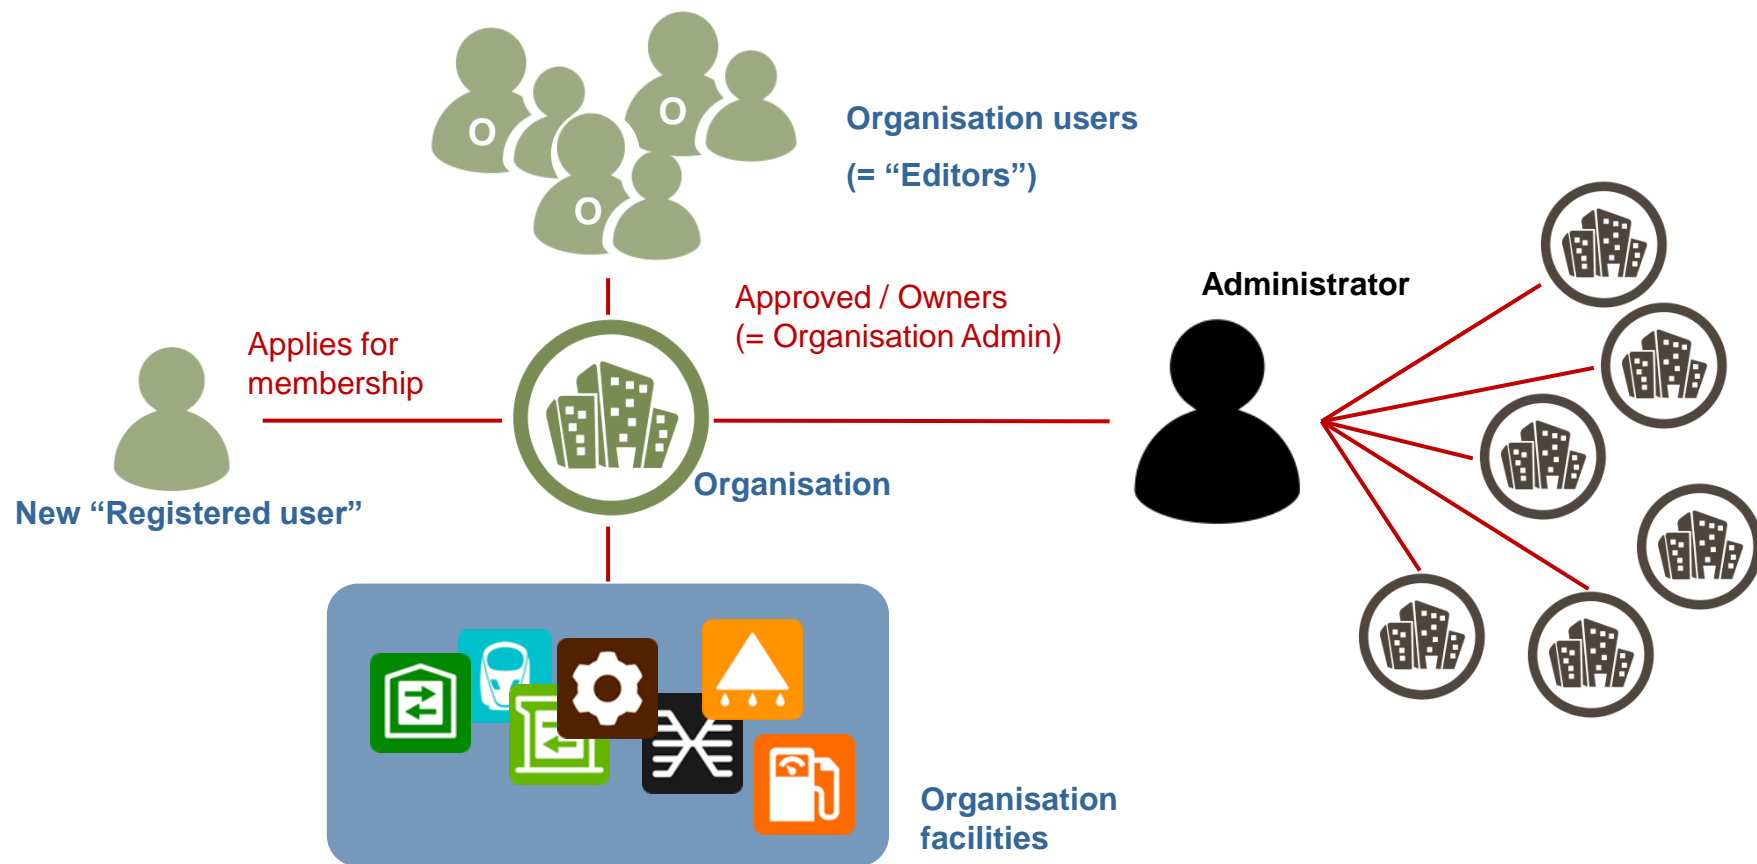 O
O
O
Organisation users
(= “Editors”)
Approved / Owners
(= Organisation Admin)
Administrator
Applies for
membership
Organisation
New “Registered user”
Organisation
facilities